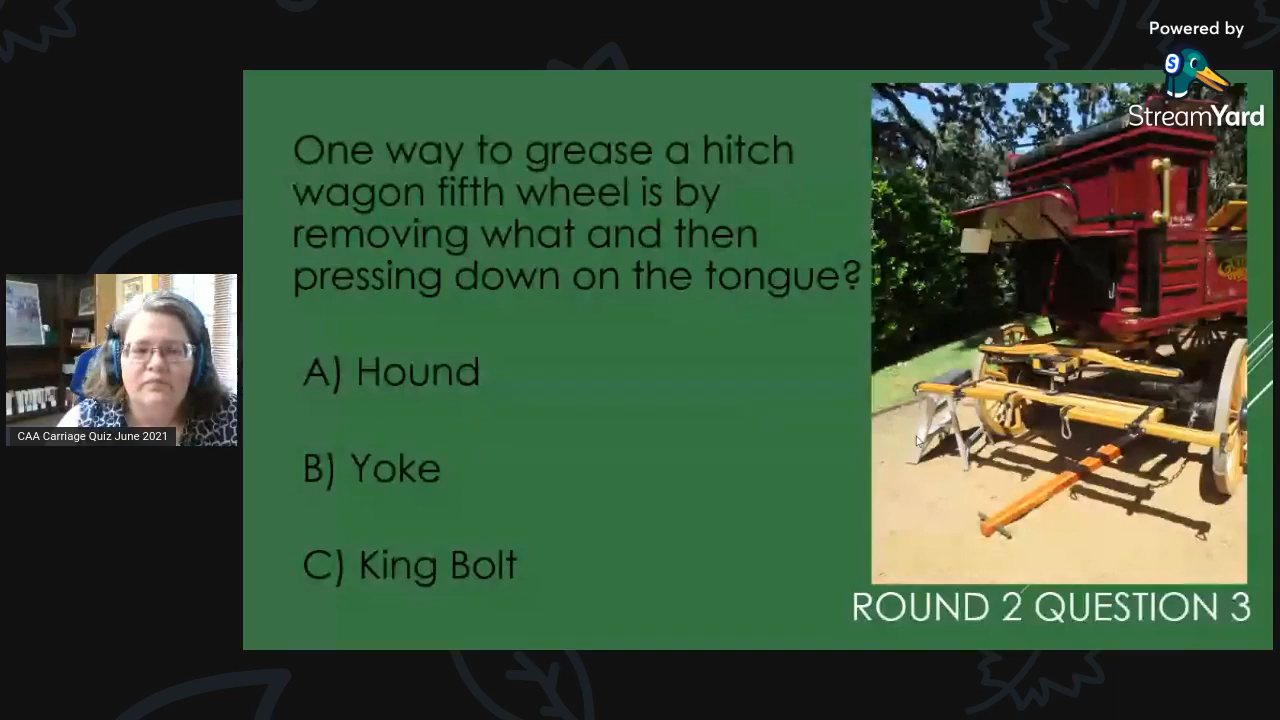 Powered by
StreamYard
One way to grease a hitch
wagon fifth wheel is by
removing what and then
pressing down on the tongue?
A) Hound
B) Yoke
C) King Bolt
ROUND 2 QUESTION 3
CAA Carriage Quiz June 2021